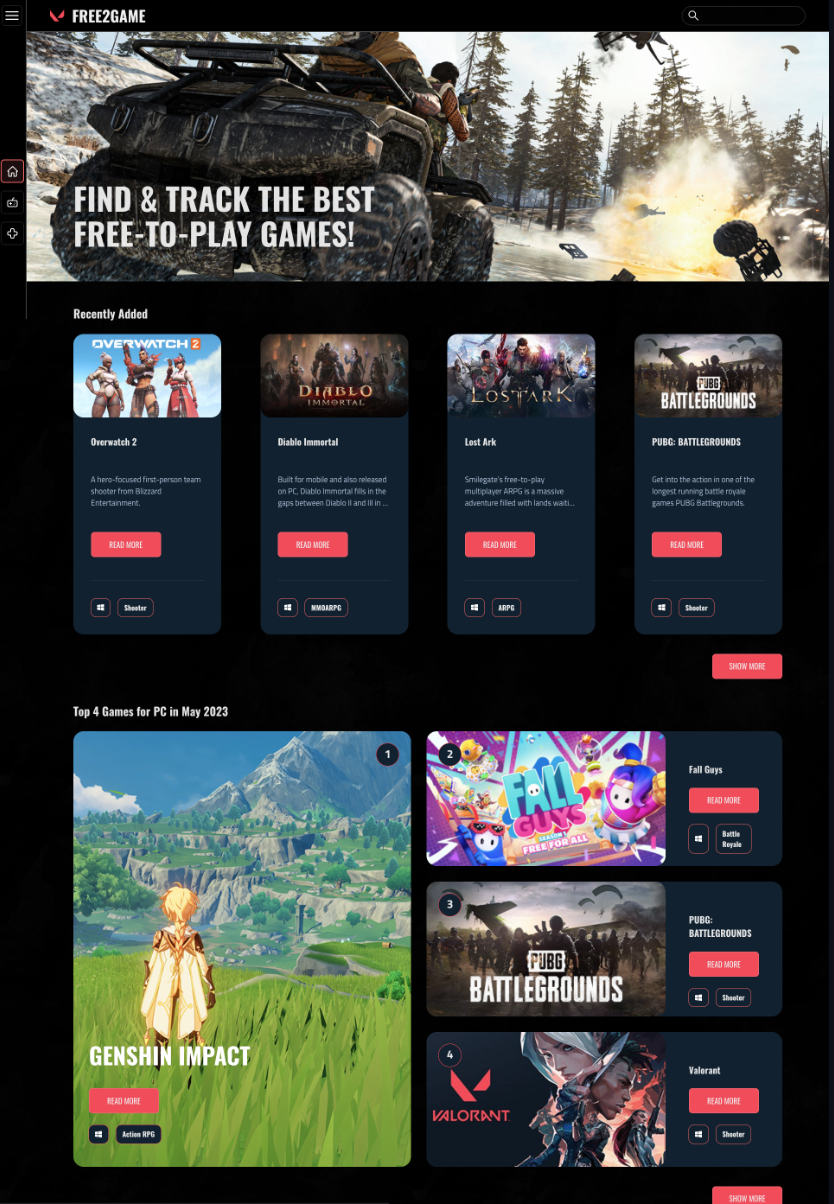 FREE2GAME
FIND & TRACK THE BEST
FREE-TO-PLAY GAMES!
Recently Added
OVERWATCH 2
Overwatch 2
A hero-focused first-person team
shooter from Blizzard
Entertainment.
READ MORE
Shooter
DIABLO
IMMORTAL
Diablo Immortal
Built for mobile and also released
on PC, Diablo Immortal fills in the
gaps between Diablo II and III in ...
READ MORE
MMOARPG
LOST ARK
Lost Ark
Smilegate's free-to-play
multiplayer ARPG is a massive
adventure filled with lands waiti...
READ MORE
ARPG
PUBG
BATTLEGROUNDS
PUBG: BATTLEGROUNDS
Get into the action in one of the
longest running battle royale
games PUBG Battlegrounds.
READ MORE
Shooter
SHOW MORE
Top 4 Games for PC in May 2023
1
GENSHIN IMPACT
READ MORE
Action RPG
2
FALL
GUYS
SEASON 1
FREE FOR ALL
Fall Guys
READ MORE
Battle
Royale
3
PUBG
BATTLEGROUNDS
PUBG:
BATTLEGROUNDS
READ MORE
Shooter
4
VALORANT
Valorant
READ MORE
Shooter
SHOW MORE